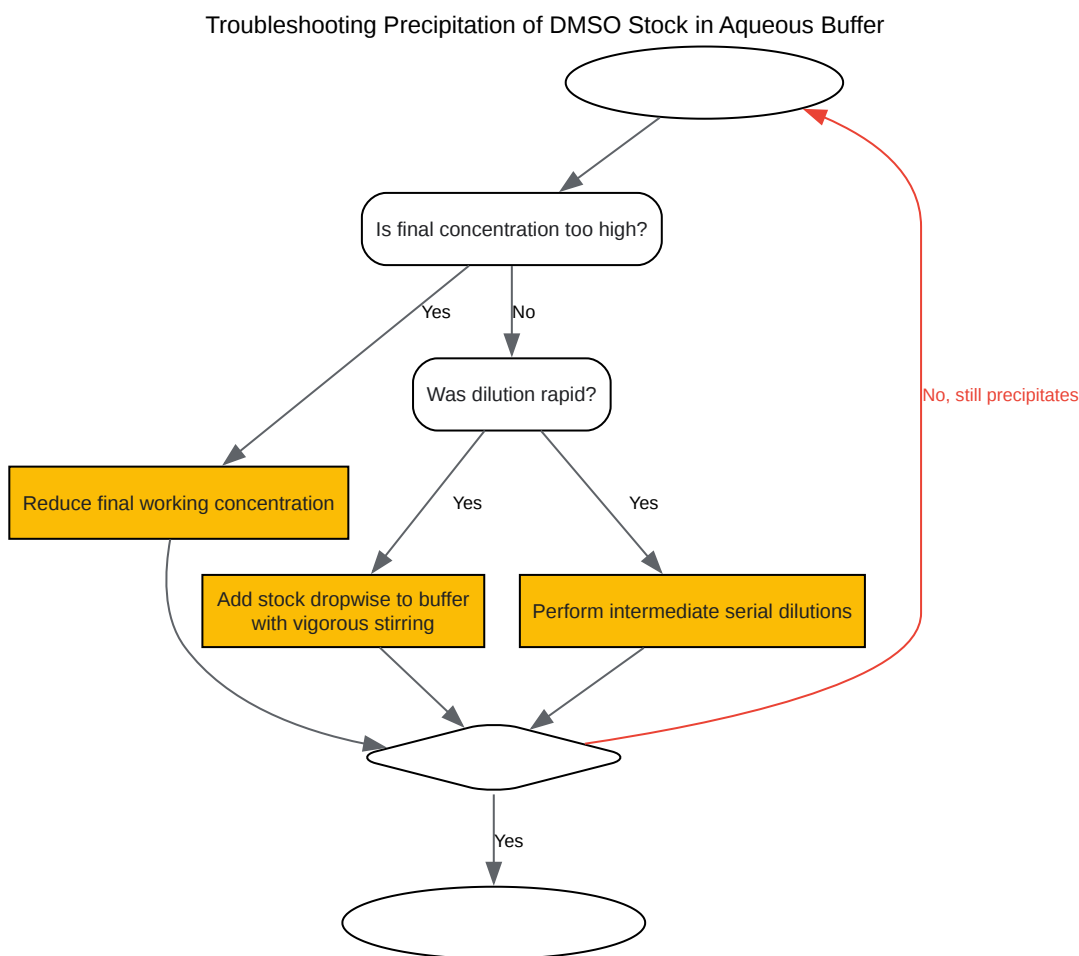 Troubleshooting Precipitation of DMSO Stock in Aqueous Buffer
Is final concentration too high?
Yes
No
Was dilution rapid?
No, still precipitates
Reduce final working concentration
Yes
Yes
Add stock dropwise to buffer
with vigorous stirring
Perform intermediate serial dilutions
Yes